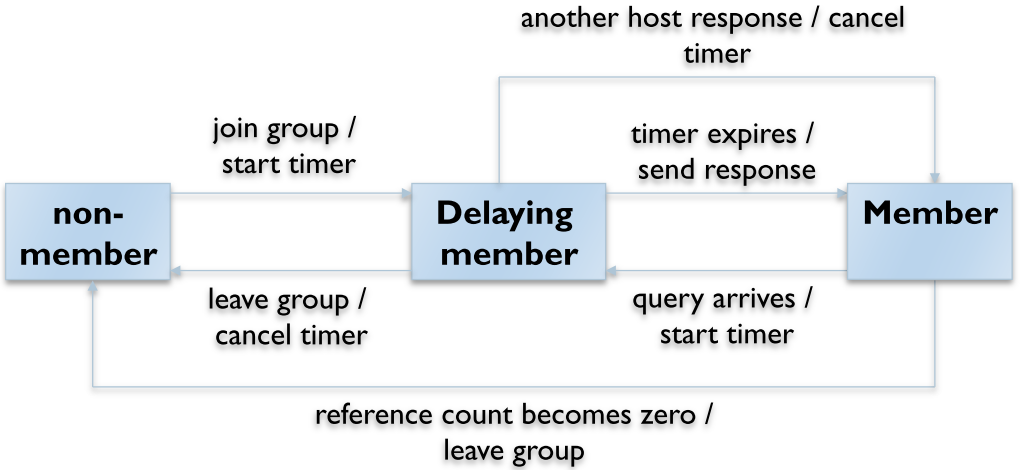 another host response / cancel
timer
join group /
start timer
timer expires /
send response
non-
member
Delaying
member
Member
leave group /
cancel timer
query arrives /
start timer
reference count becomes zero /
leave group